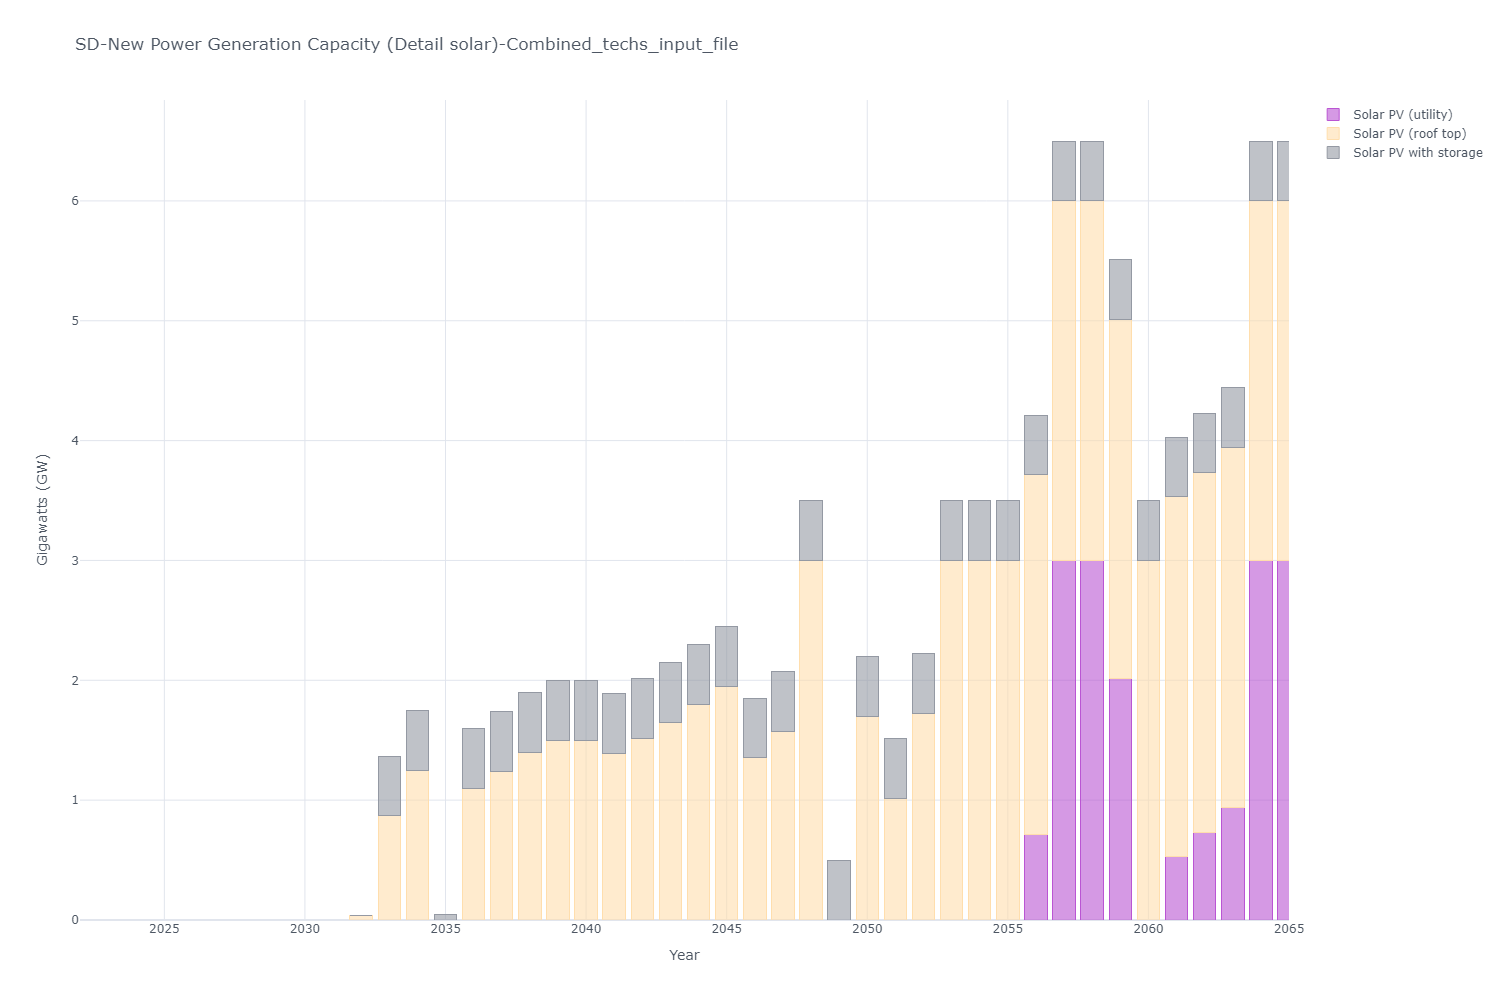 SD-New Power Generation Capacity (Detail solar)-Combined_techs_input_file
Solar PV (utility)
Solar PV (roof top)
Solar PV with storage
6
5
4
3
2
1
0
Gigawatts (GW)
2025 2030 2035 2040 2045 2050 2055 2060 2065
Year